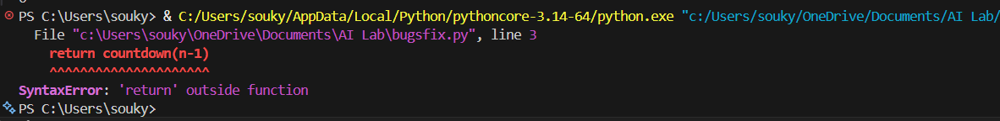 PS C:\Users\souky> & C:/Users/souky/AppData/Local/Python/pythoncore-3.14-64/python.exe "c:/Users/souky/OneDrive/Documents/AI Lab/
File "c:\Users\souky\OneDrive\Documents\AI Lab\bugsfix.py", line 3
return countdown(n-1)
^^^^^^^^^^^^^^^^^^^^^
SyntaxError: 'return' outside function
PS C:\Users\souky>